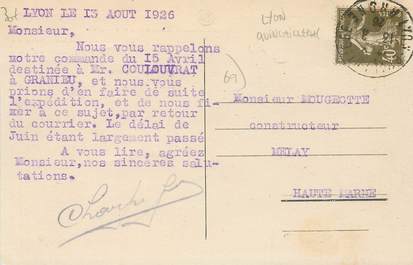 LYON LE 13 AOUT 1926
Monsieur,
Nous vous rappelons
notre commande du 15 Avril
destinée à Mr. COULOUVRAT
à GRANIEU, et nous vous
prions d'en faire de suite
l'expédition, et de nous fi-
xer à ce sujet, par retour
du courrier. Le délai de
Juin étant largement passé
A vous lire, agréez
Monsieur, nos sincères salu-
tations.
LYON
69
Monsieur MOUGEOTTE
constructeur
MELAY
HAUTE MARNE